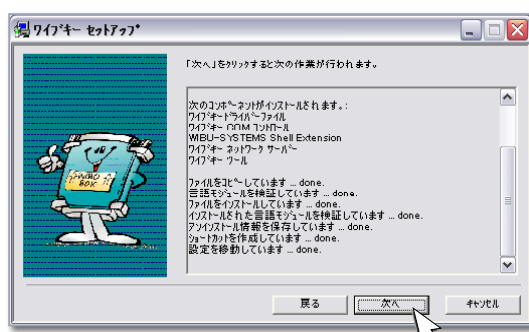 ワイブキー セットアップ
「次へ」をクリックすると次の作業が行われます。
次のコンポーネントがインストールされます。:
ワイブキードライバーファイル
ワイブキー COM コントロール
WIBU-SYSTEMS Shell Extension
ワイブキー ネットワーク サーバー
ワイブキー ツール
ファイルをコピーしています ... done.
言語モジュールを検証しています ... done.
ファイルをインストールしています ... done.
インストールされた言語モジュールを検証しています ... done.
アンインストール情報を保存しています ... done.
ショートカットを作成しています ... done.
設定を移動しています ... done.
WIBU
BOX
戻る
次へ
キャンセル